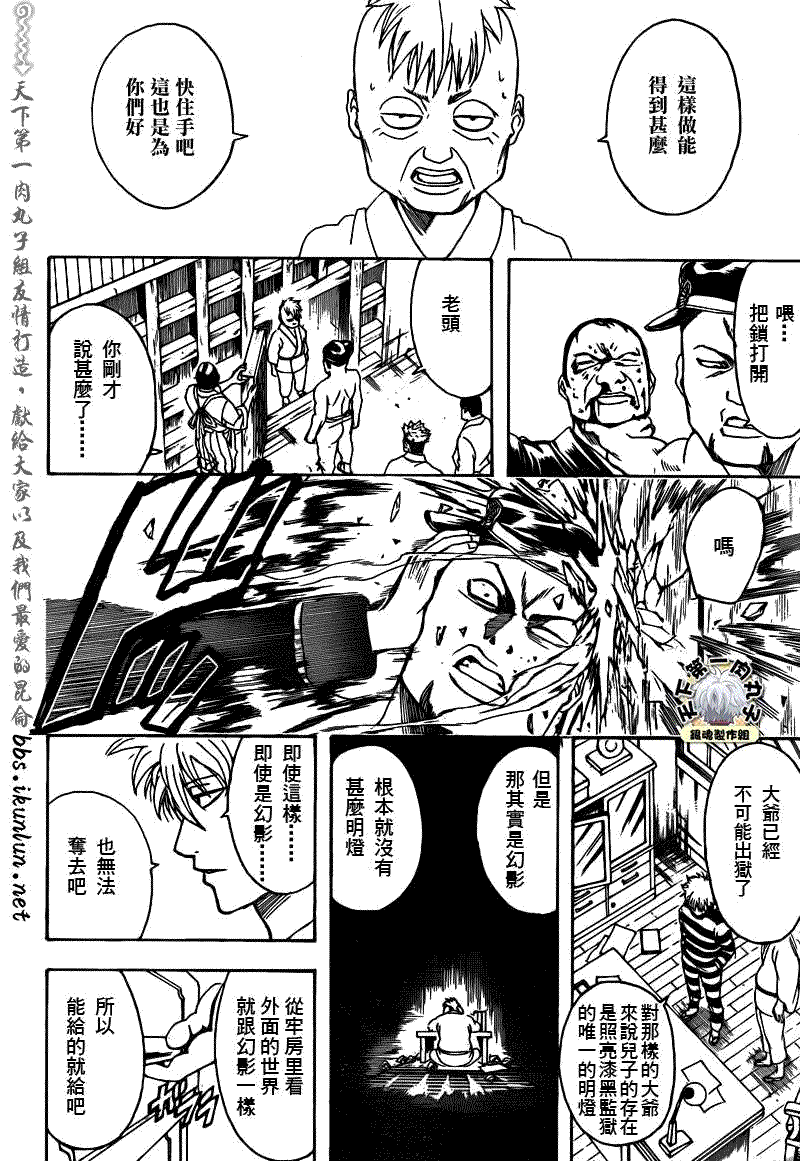 這樣做能
得到甚麼
快住手吧
這也是為
你們好
喂…
把鎖打開
老頭
你剛才
說甚麼了……
嗎
大爺已經
不可能出獄了
對那樣的大爺
來說兒子的存在
是照亮漆黑監獄
的唯一的明燈
但是
那其實是幻影
根本就沒有
甚麼明燈
即使這樣……
即使是幻影……
也無法
奪去吧
從牢房里看
外面的世界
就跟幻影一樣
所以
能給的就給吧
天下第一肉丸子
銀魂製作組
天下第一肉丸子組友情打造，獻給大家以及我們最愛的昆侖
bbs.ikunlun.net